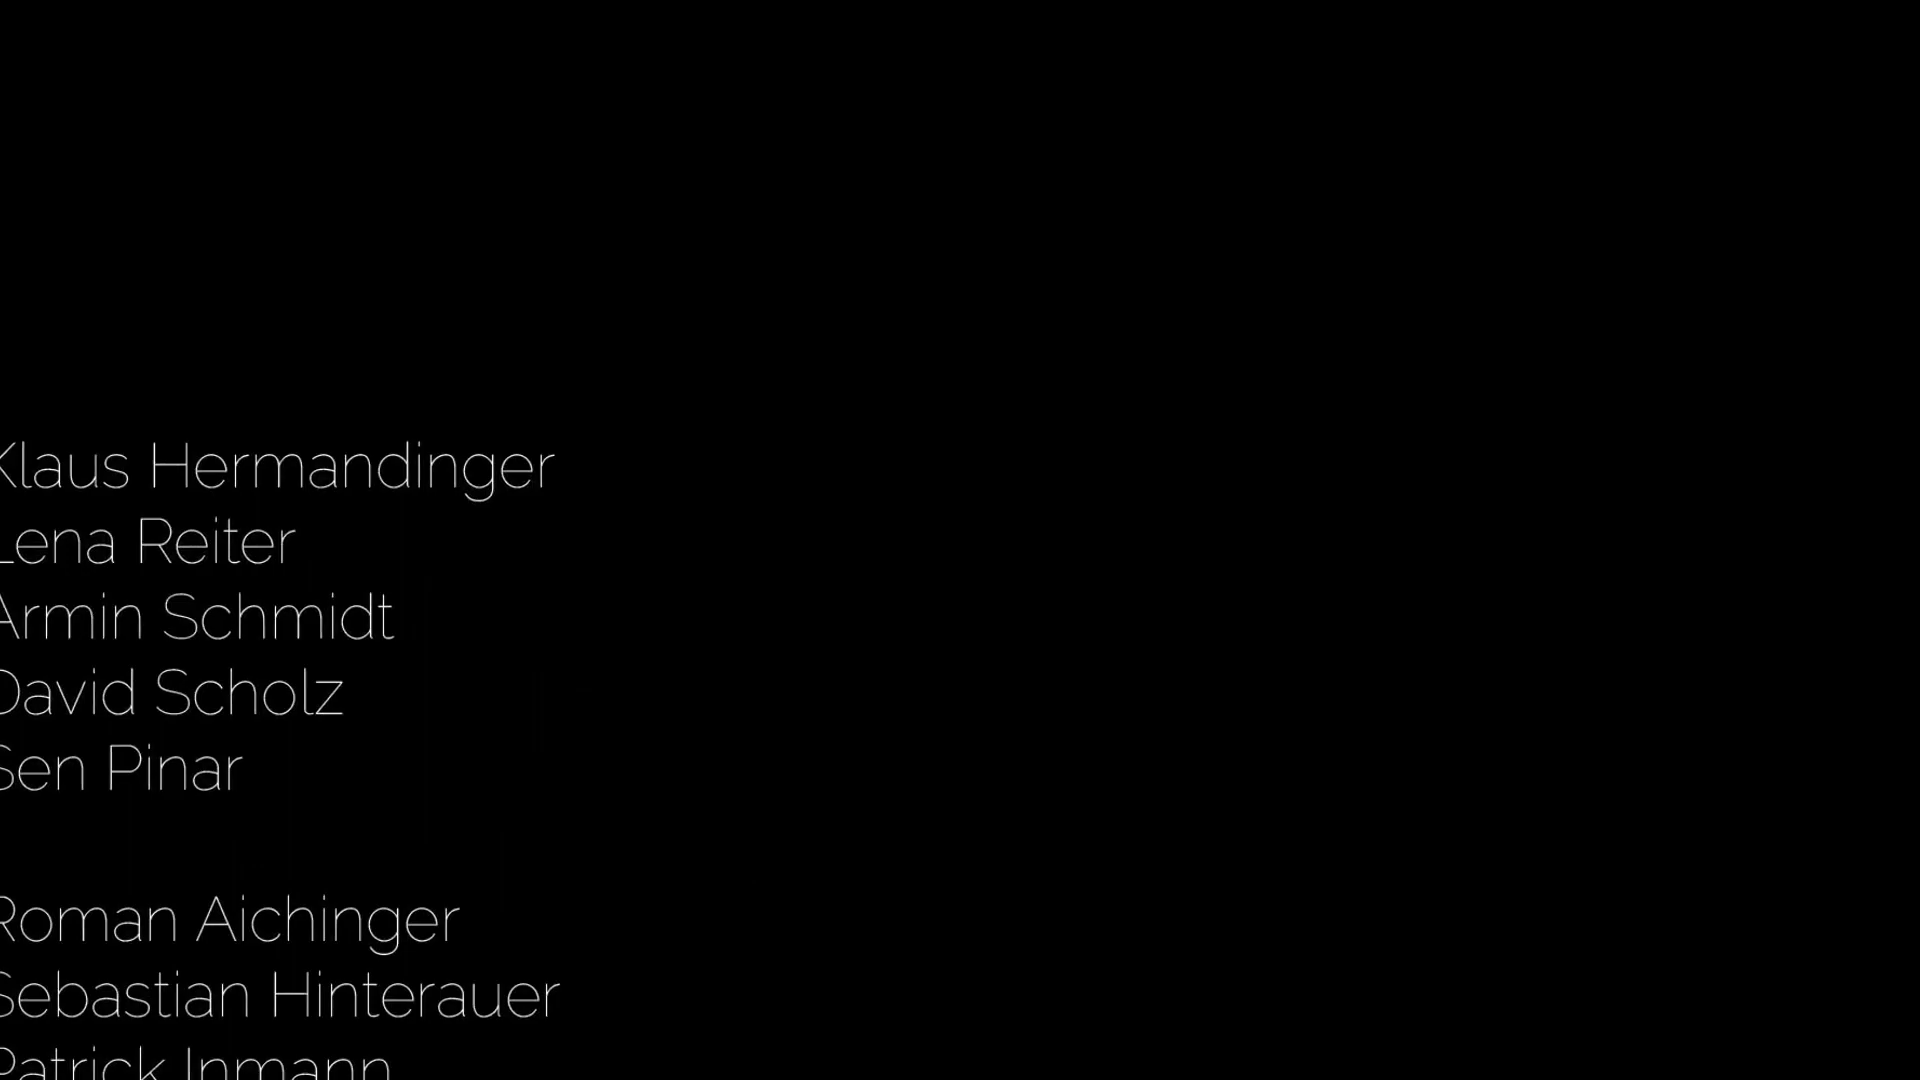 Klaus Hermandinger
Lena Reiter
Armin Schmidt
David Scholz
Sen Pinar
Roman Aichinger
Sebastian Hinterauer
Patrick Inmann